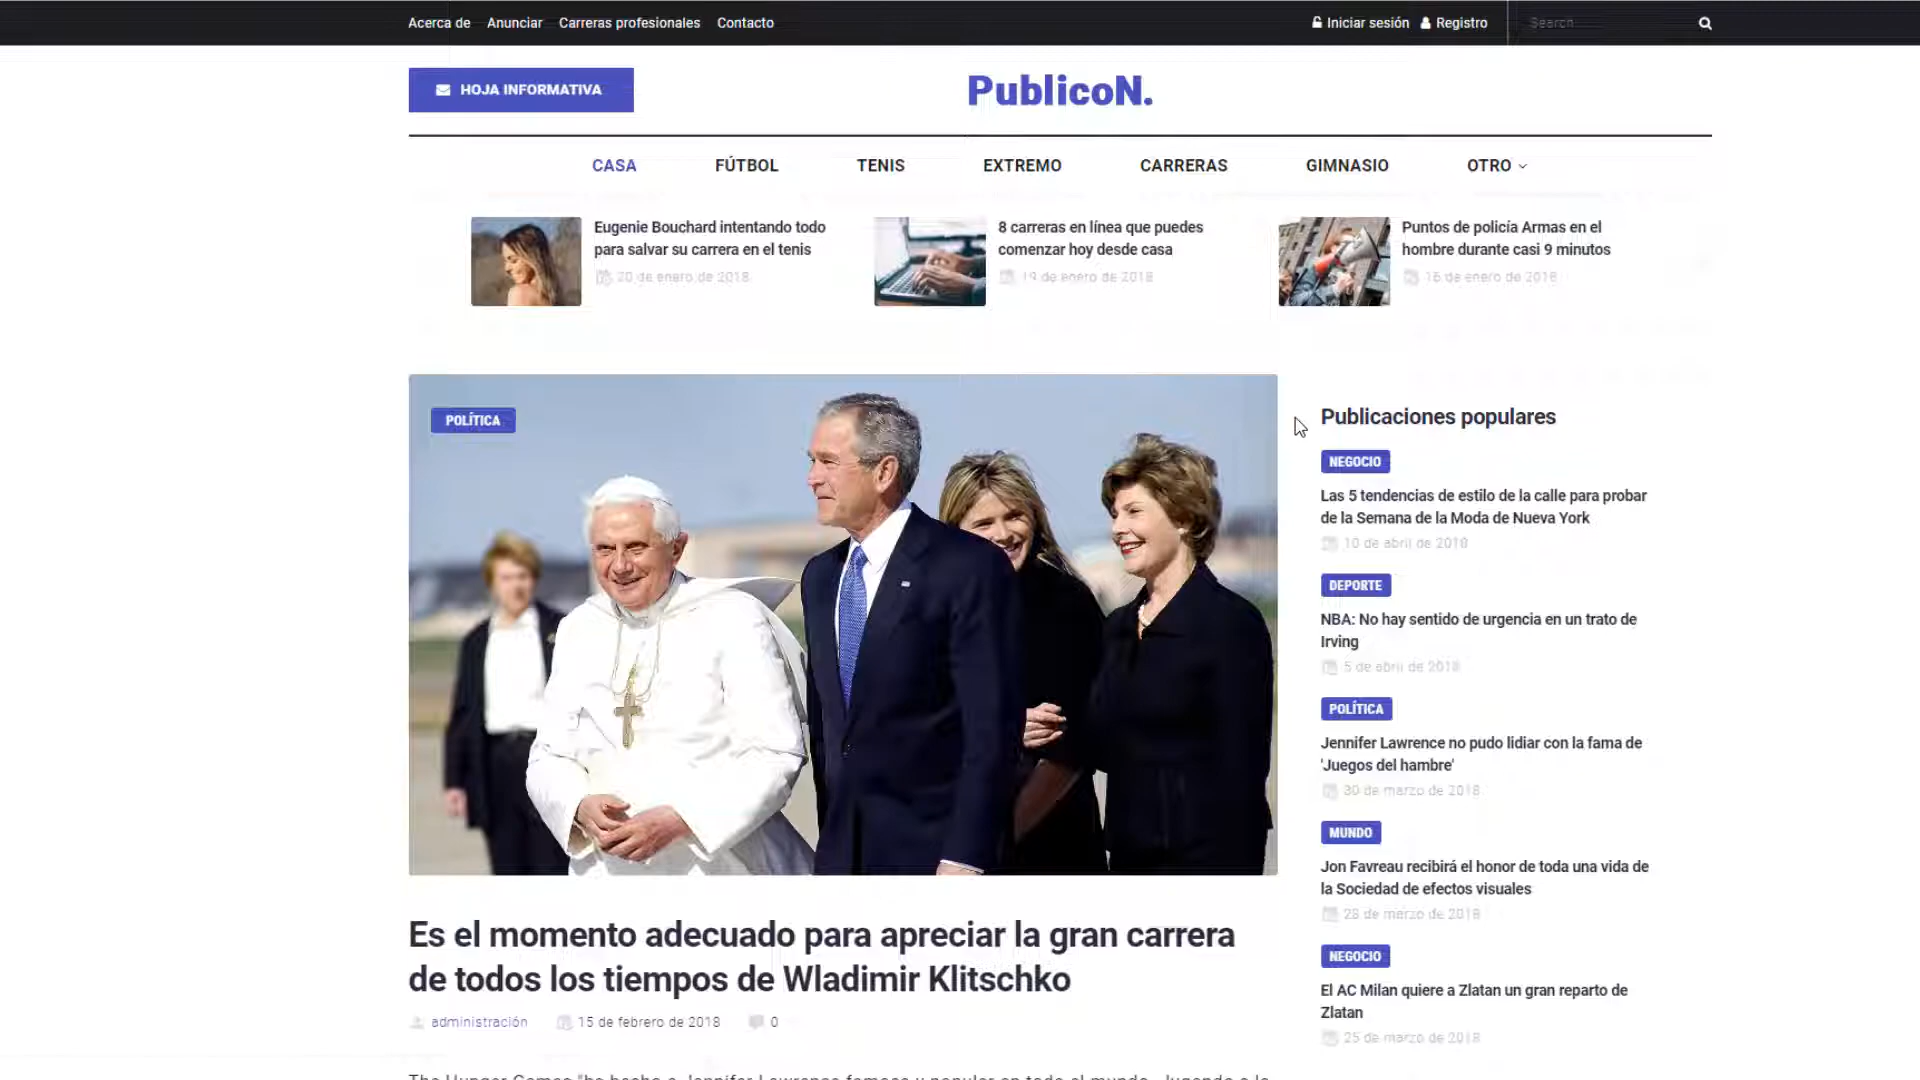 Acerca de Anunciar Carreras profesionales Contacto
Iniciar sesión Registro Search
HOJA INFORMATIVA
PublicoN.
CASA FÚTBOL TENIS EXTREMO CARRERAS GIMNASIO OTRO
Eugenie Bouchard intentando todo
para salvar su carrera en el tenis
20 de enero de 2018
8 carreras en línea que puedes
comenzar hoy desde casa
19 de enero de 2018
Puntos de policía Armas en el
hombre durante casi 9 minutos
16 de enero de 2018
POLÍTICA
Es el momento adecuado para apreciar la gran carrera
de todos los tiempos de Wladimir Klitschko
administración 15 de febrero de 2018 0
Publicaciones populares
NEGOCIO
Las 5 tendencias de estilo de la calle para probar
de la Semana de la Moda de Nueva York
10 de abril de 2018
DEPORTE
NBA: No hay sentido de urgencia en un trato de
Irving
5 de abril de 2018
POLÍTICA
Jennifer Lawrence no pudo lidiar con la fama de
'Juegos del hambre'
30 de marzo de 2018
MUNDO
Jon Favreau recibirá el honor de toda una vida de
la Sociedad de efectos visuales
28 de marzo de 2018
NEGOCIO
El AC Milan quiere a Zlatan un gran reparto de
Zlatan
25 de marzo de 2018